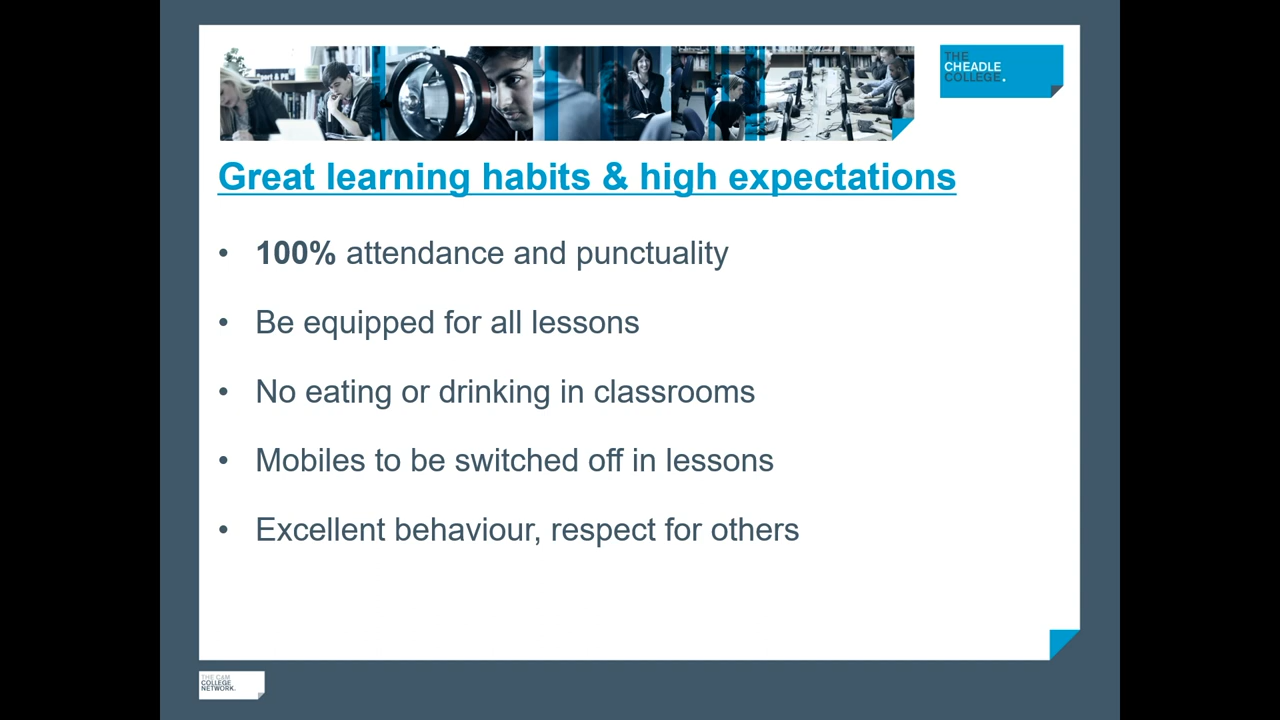 THE
CHEADLE
COLLEGE.
Great learning habits & high expectations
• 100% attendance and punctuality
• Be equipped for all lessons
• No eating or drinking in classrooms
• Mobiles to be switched off in lessons
• Excellent behaviour, respect for others
THE CAM
COLLEGE
NETWORK.